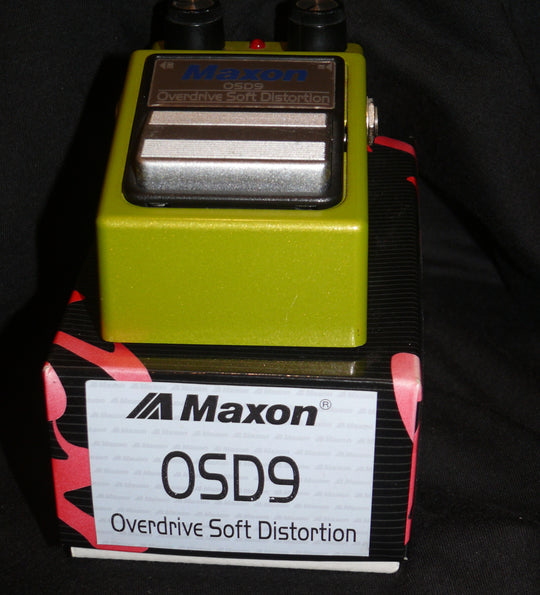 Maxon
OSD9
Overdrive Soft Distortion
Maxon®
OSD9
Overdrive Soft Distortion